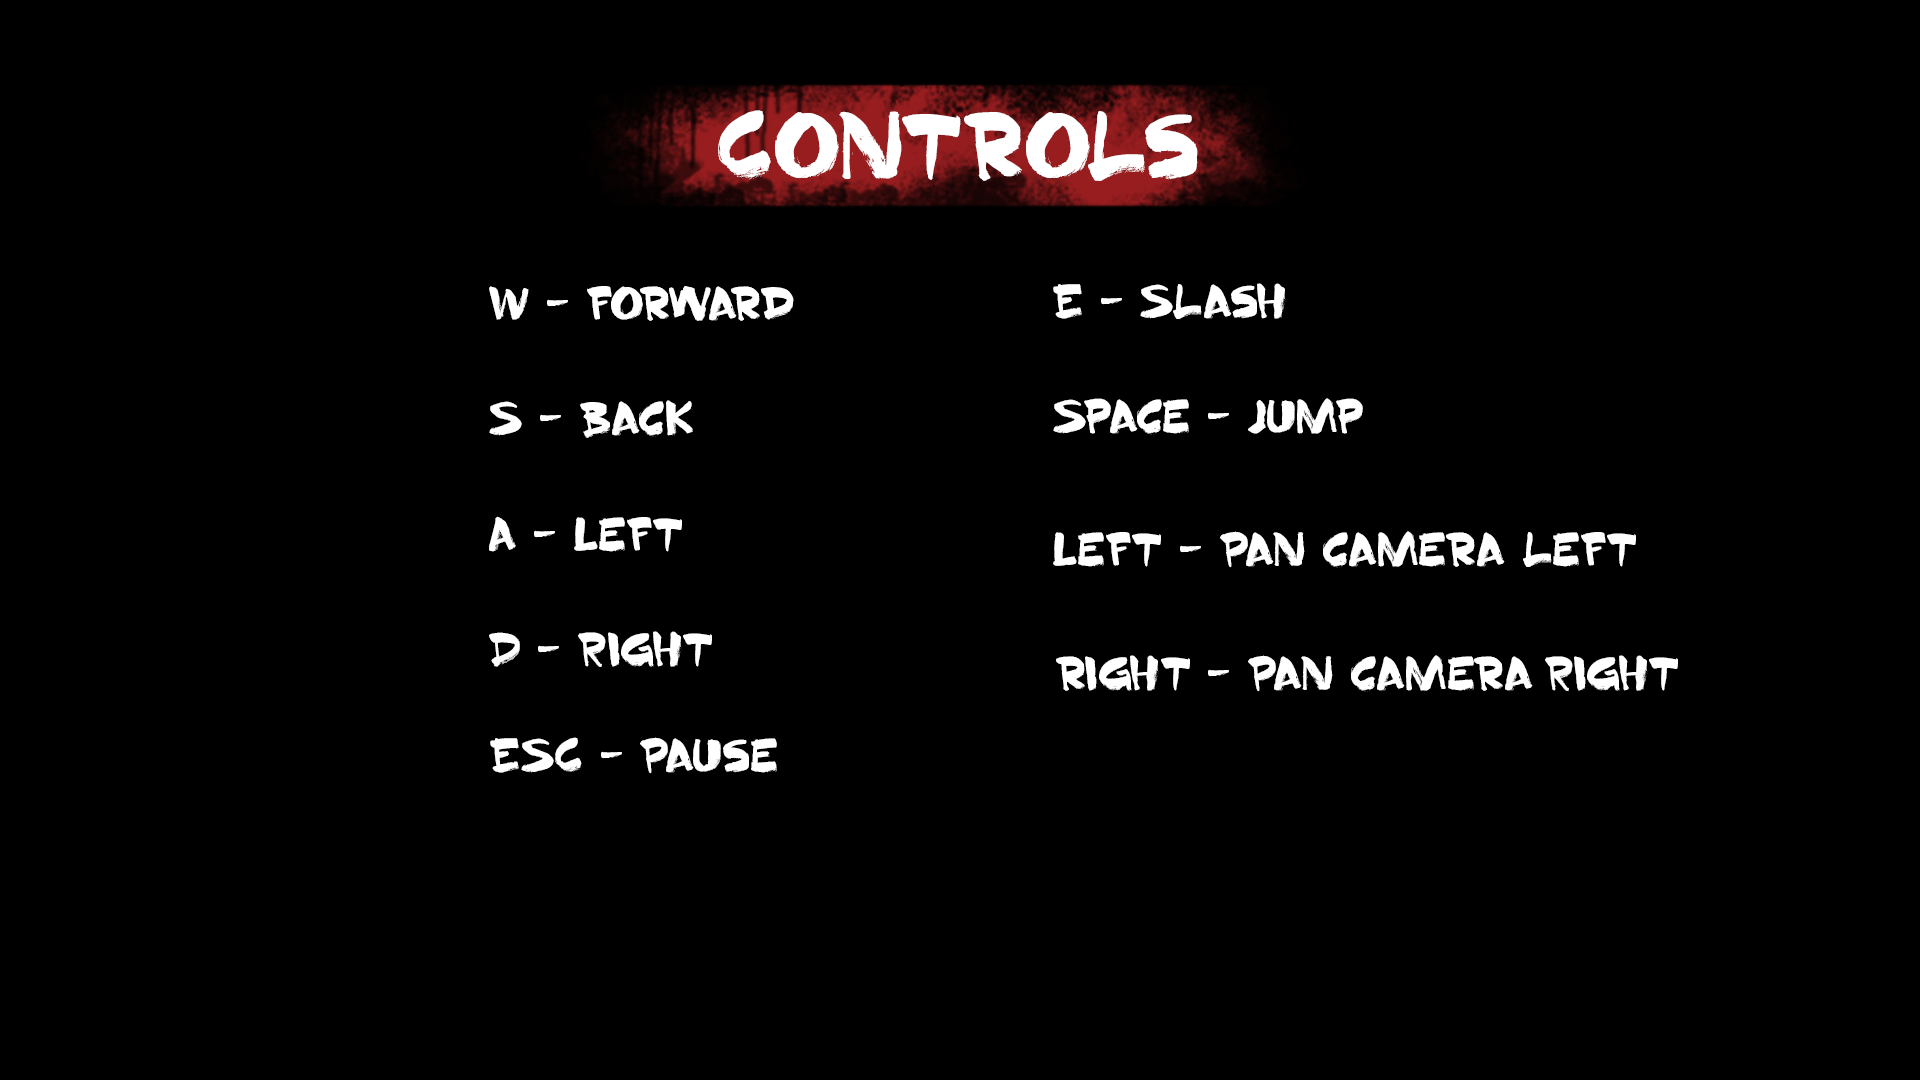 CONTROLS
W - FORWARD
S - BACK
A - LEFT
D - RIGHT
ESC - PAUSE
E - SLASH
SPACE - JUMP
LEFT - PAN CAMERA LEFT
RIGHT - PAN CAMERA RIGHT